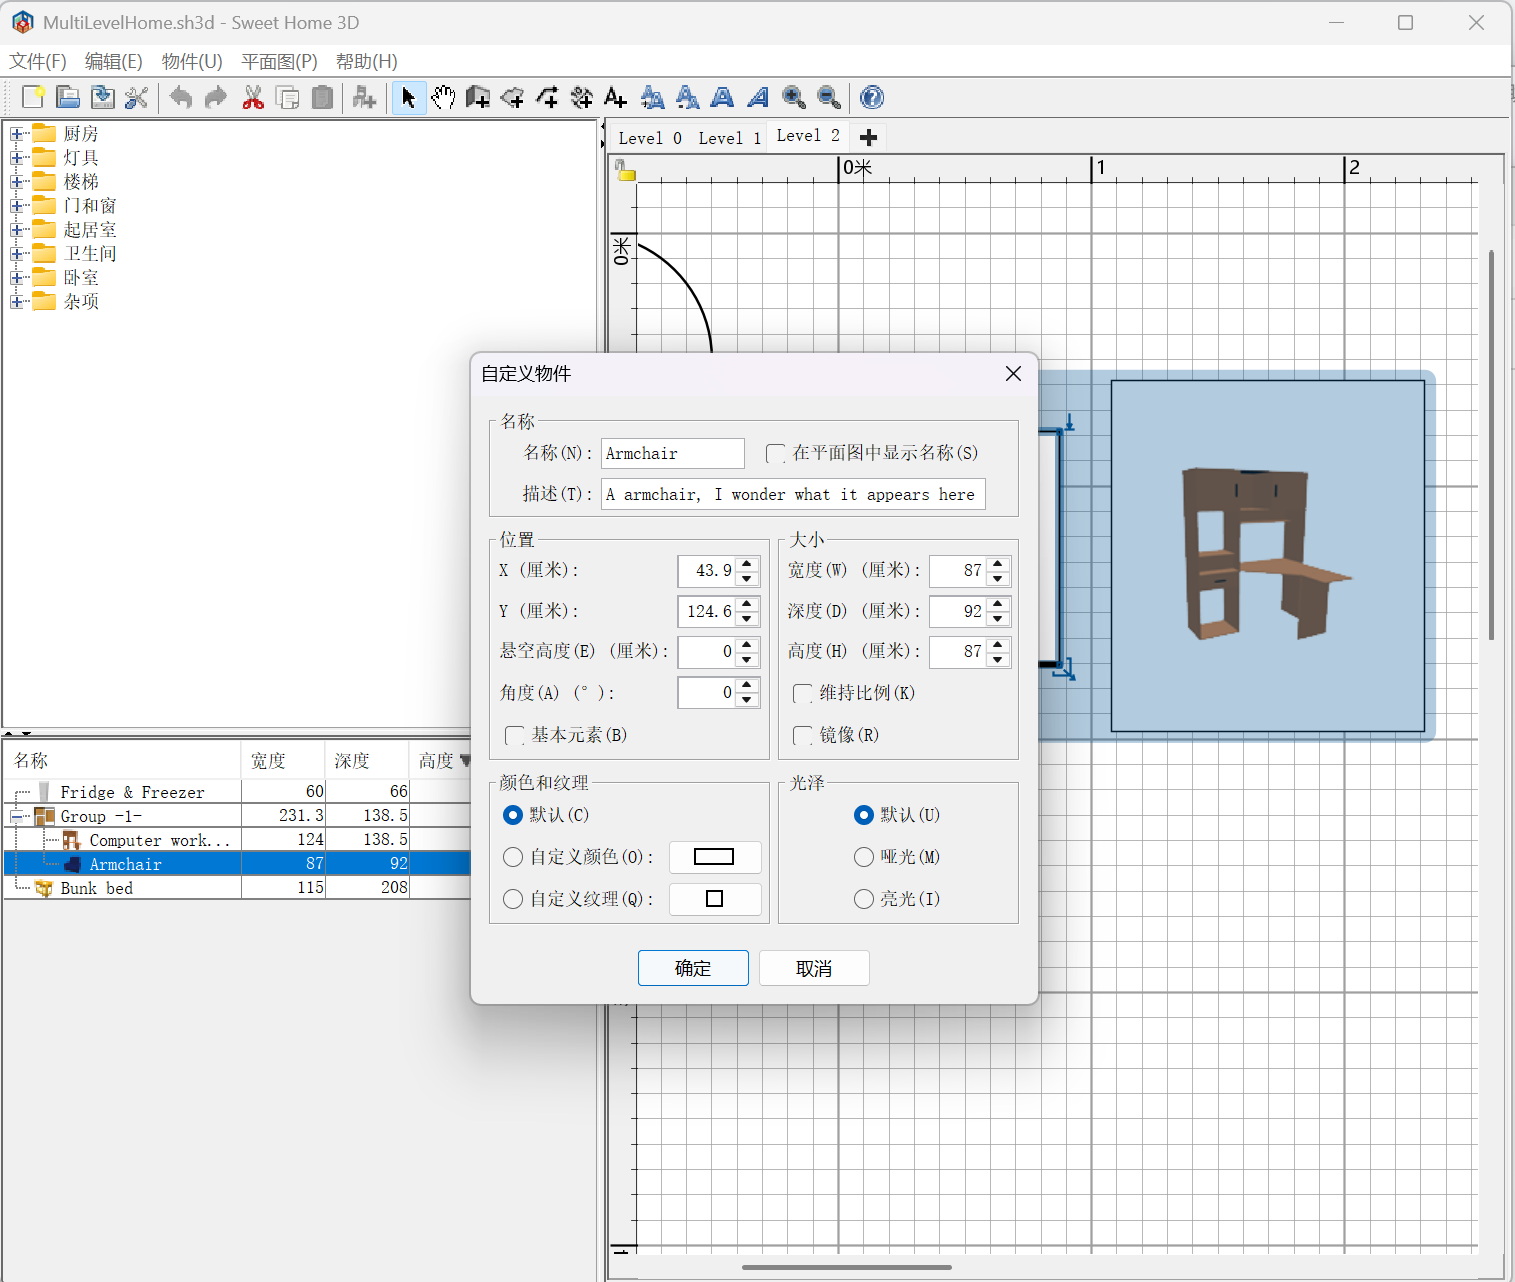 MultiLevelHome.sh3d - Sweet Home 3D
文件(F) 编辑(E) 物件(U) 平面图(P) 帮助(H)
厨房
灯具
楼梯
门和窗
起居室
卫生间
卧室
杂项
Level 0 Level 1 Level 2
0米 1 2
0米
自定义物件
名称
名称(N): Armchair 在平面图中显示名称(S)
描述(T): A armchair, I wonder what it appears here
位置
X (厘米): 43.9
Y (厘米): 124.6
悬空高度(E) (厘米): 0
角度(A) (°): 0
基本元素(B)
大小
宽度(W) (厘米): 87
深度(D) (厘米): 92
高度(H) (厘米): 87
维持比例(K)
镜像(R)
颜色和纹理
默认(C)
自定义颜色(O):
自定义纹理(Q):
光泽
默认(U)
哑光(M)
亮光(I)
确定 取消
名称 宽度 深度 高度
Fridge & Freezer 60 66
Group -1- 231.3 138.5
Computer work... 124 138.5
Armchair 87 92
Bunk bed 115 208